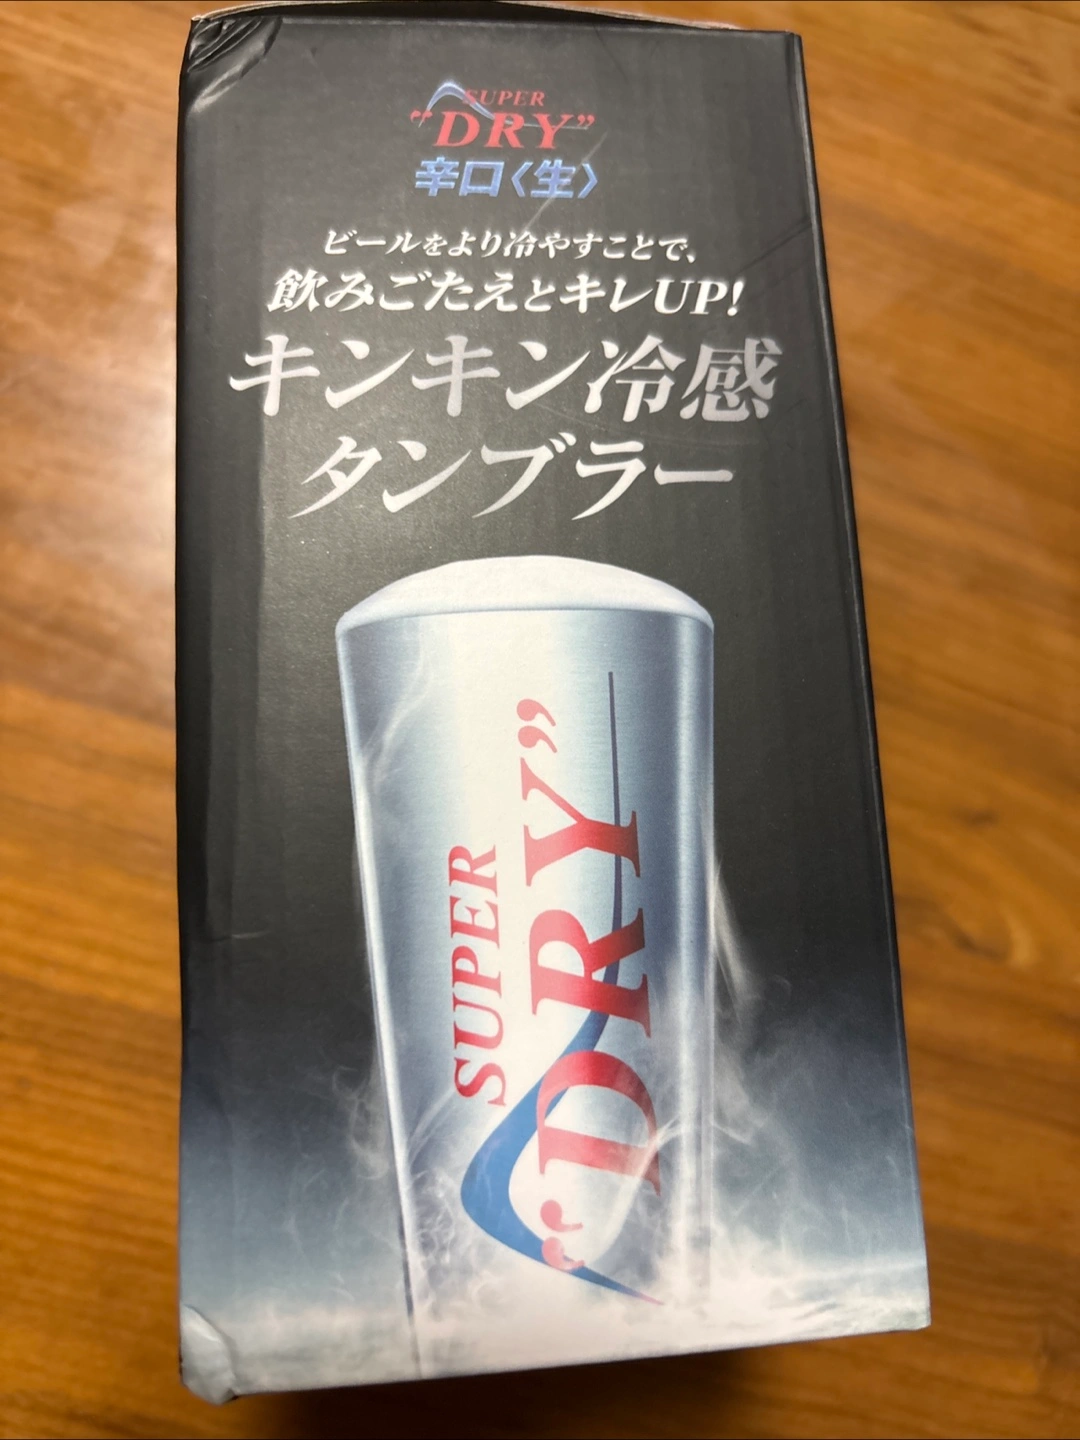 SUPER
"DRY"
辛口〈生〉
ビールをより冷やすことで、
飲みごたえとキレUP!
キンキン冷感
タンブラー
SUPER
"DRY"